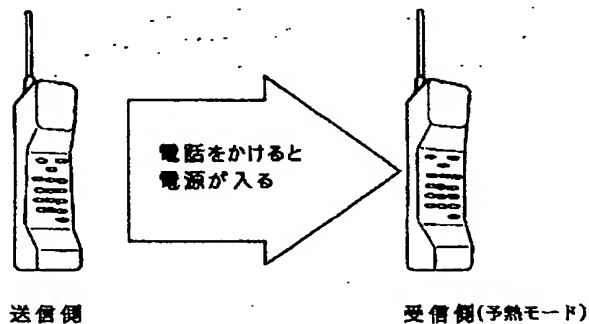 電話をかけると
電源が入る
送信側
受信側(予熱モード)